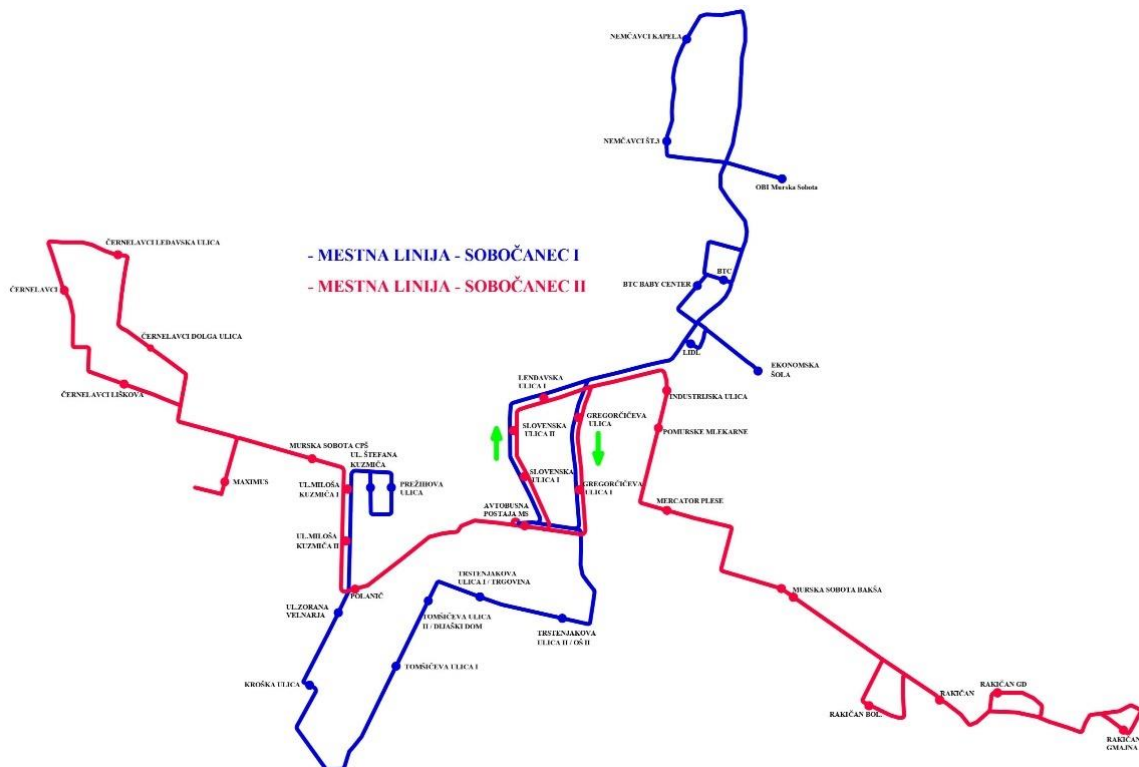 NEMČAVCI KAPELA
NEMČAVCI ŠT.3
OBI Murska Sobota
ČERNELAVCI LEDAVSKA ULICA
- MESTNA LINIJA - SOBOČANEC I
- MESTNA LINIJA - SOBOČANEC II
BTC
BTC BABY CENTER
ČERNELAVCI
ČERNELAVCI DOLGA ULICA
LIDL
EKONOMSKA
ŠOLA
ČERNELAVCI LIŠKOVA
LENDAVSKA
ULICA I
INDUSTRIJSKA ULICA
GREGORČIČEVA
ULICA
SLOVENSKA
ULICA II
POMURSKE MLEKARNE
MURSKA SOBOTA CPŠ
UL. ŠTEFANA
KUZMIČA
MAXIMUS
UL.MILOŠA
KUZMIČA I
PREŽIHOVA
ULICA
SLOVENSKA
ULICA I
GREGORČIČEVA
ULICA I
AVTOBUSNA
POSTAJA MS
MERCATOR PLESE
UL.MILOŠA
KUZMIČA II
POLANIČ
TRSTENJAKOVA
ULICA I / TRGOVINA
MURSKA SOBOTA BAKŠA
UL.ZORANA
VELNARJA
TOMŠIČEVA ULICA
II / DIJAŠKI DOM
TRSTENJAKOVA
ULICA II / OŠ II
TOMŠIČEVA ULICA I
KROŠKA ULICA
RAKIČAN BOL.
RAKIČAN
RAKIČAN GD
RAKIČAN
GMAJNA